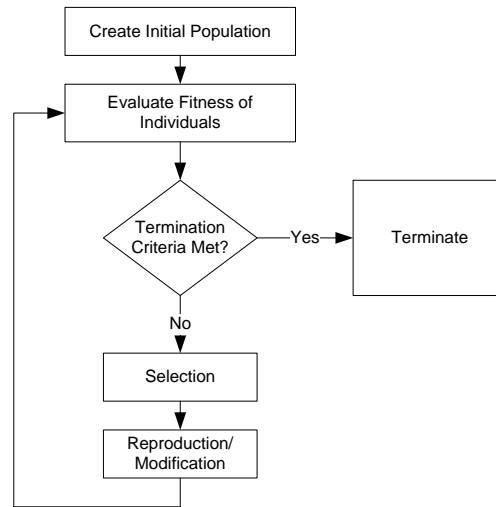 Create Initial Population
Evaluate Fitness of
Individuals
Termination
Criteria Met?
Yes
Terminate
No
Selection
Reproduction/
Modification